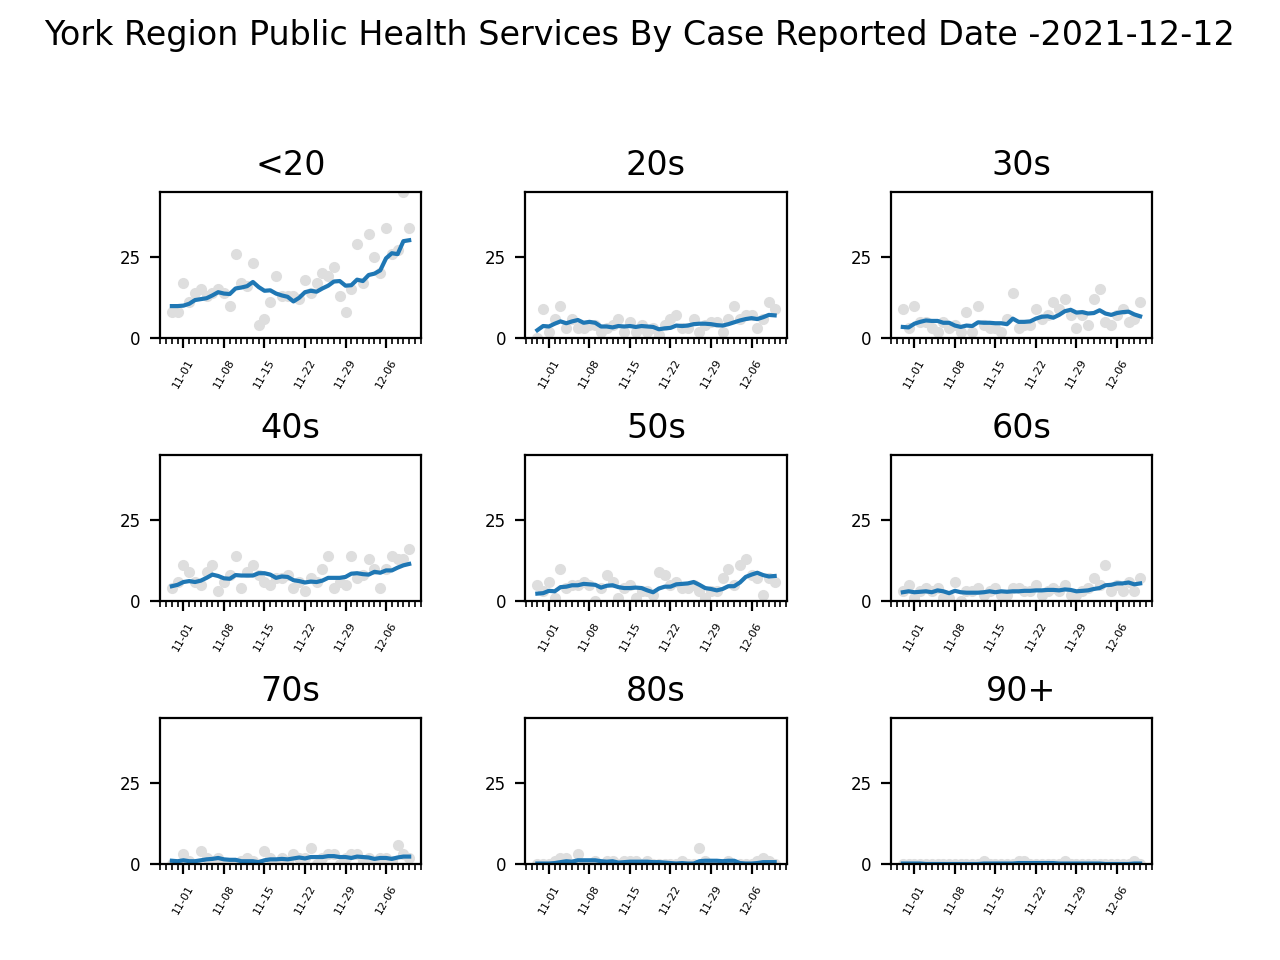 York Region Public Health Services By Case Reported Date -2021-12-12
<20 20s 30s
25 25 25
0 0 0
11-01 11-08 11-15 11-22 11-29 12-06 11-01 11-08 11-15 11-22 11-29 12-06 11-01 11-08 11-15 11-22 11-29 12-06
40s 50s 60s
25 25 25
0 0 0
11-01 11-08 11-15 11-22 11-29 12-06 11-01 11-08 11-15 11-22 11-29 12-06 11-01 11-08 11-15 11-22 11-29 12-06
70s 80s 90+
25 25 25
0 0 0
11-01 11-08 11-15 11-22 11-29 12-06 11-01 11-08 11-15 11-22 11-29 12-06 11-01 11-08 11-15 11-22 11-29 12-06